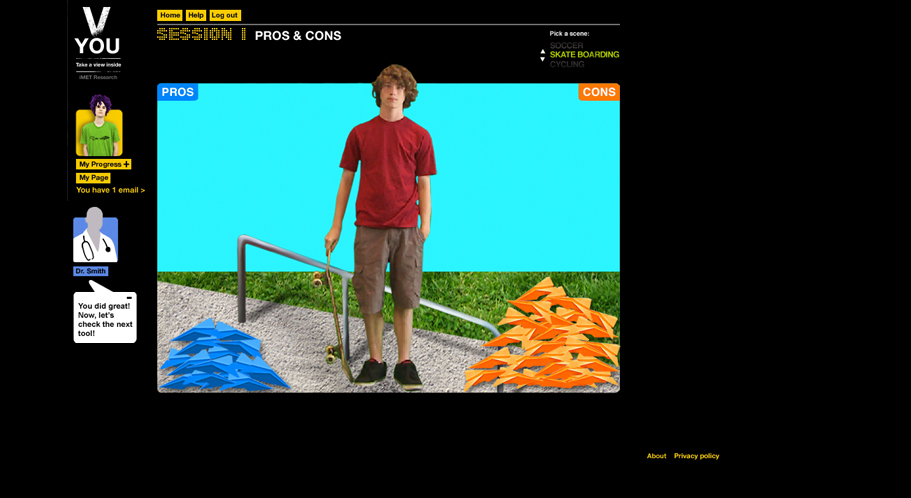 V
YOU
Take a view inside
iMET Research
My Progress +
My Page
You have 1 email >
Dr. Smith
You did great!
Now, let's
check the next
tool!
Home Help Log out
SESSION 1 PROS & CONS
Pick a scene:
SOCCER
SKATE BOARDING
CYCLING
PROS
CONS
About Privacy policy